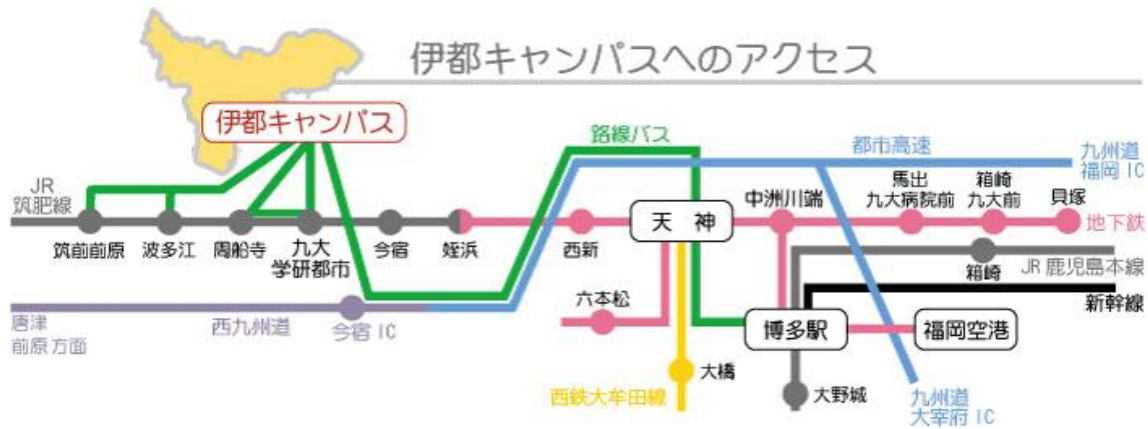 伊都キャンパスへのアクセス
伊都キャンパス
路線バス
都市高速
九州道
福岡 IC
JR
筑肥線
筑前前原
波多江
周船寺
九大
学研都市
今宿
姪浜
西新
天 神
中洲川端
馬出
九大病院前
箱崎
九大前
貝塚
地下鉄
箱崎
JR 鹿児島本線
新幹線
六本松
博多駅
福岡空港
唐津
前原方面
西九州道
今宿 IC
西鉄大牟田線
大橋
大野城
九州道
大宰府 IC